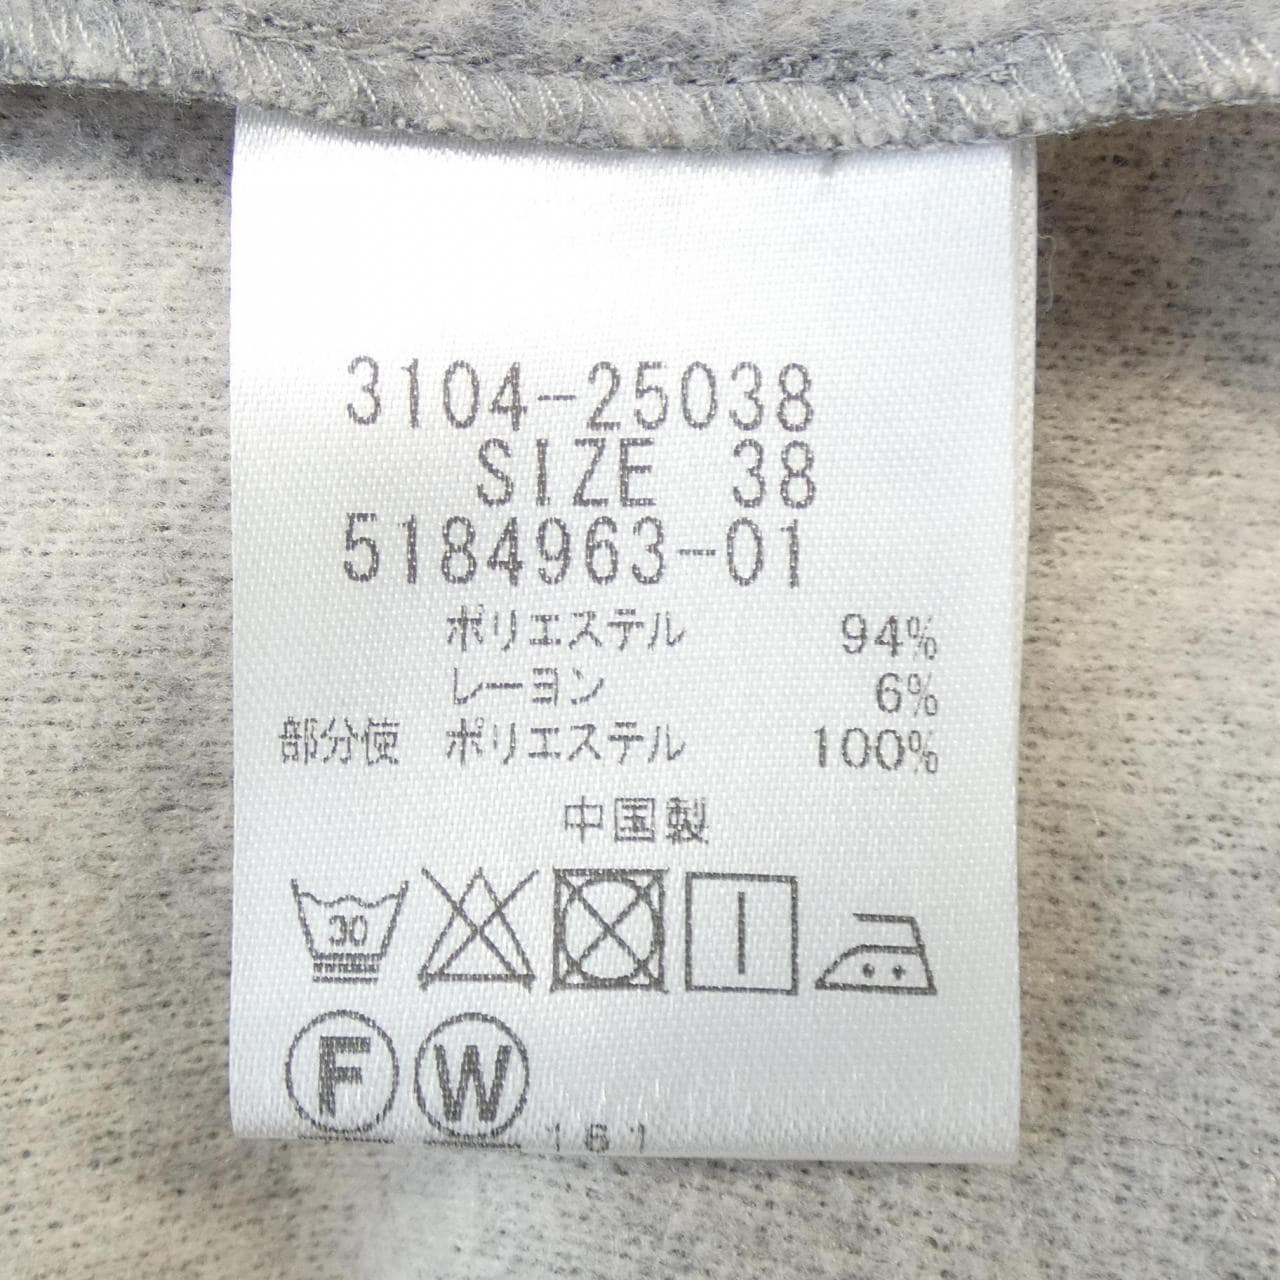 3104-25038
SIZE 38
5184963-01
ポリエステル 94%
レーヨン 6%
部分使 ポリエステル 100%
中国製
30
F W 161